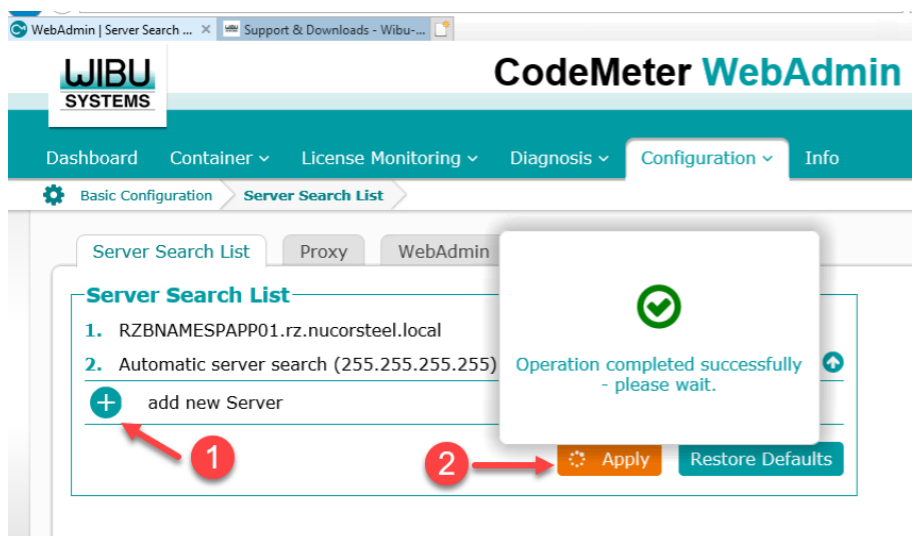 WebAdmin | Server Search ... × Support & Downloads - Wibu-...
WIBU
SYSTEMS
CodeMeter WebAdmin
Dashboard Container License Monitoring Diagnosis Configuration Info
Basic Configuration Server Search List
Server Search List Proxy WebAdmin
Server Search List
1. RZBNAMESPAPP01.rz.nucorsteel.local
2. Automatic server search (255.255.255.255)
Operation completed successfully
- please wait.
+ add new Server
1
2
Apply Restore Defaults